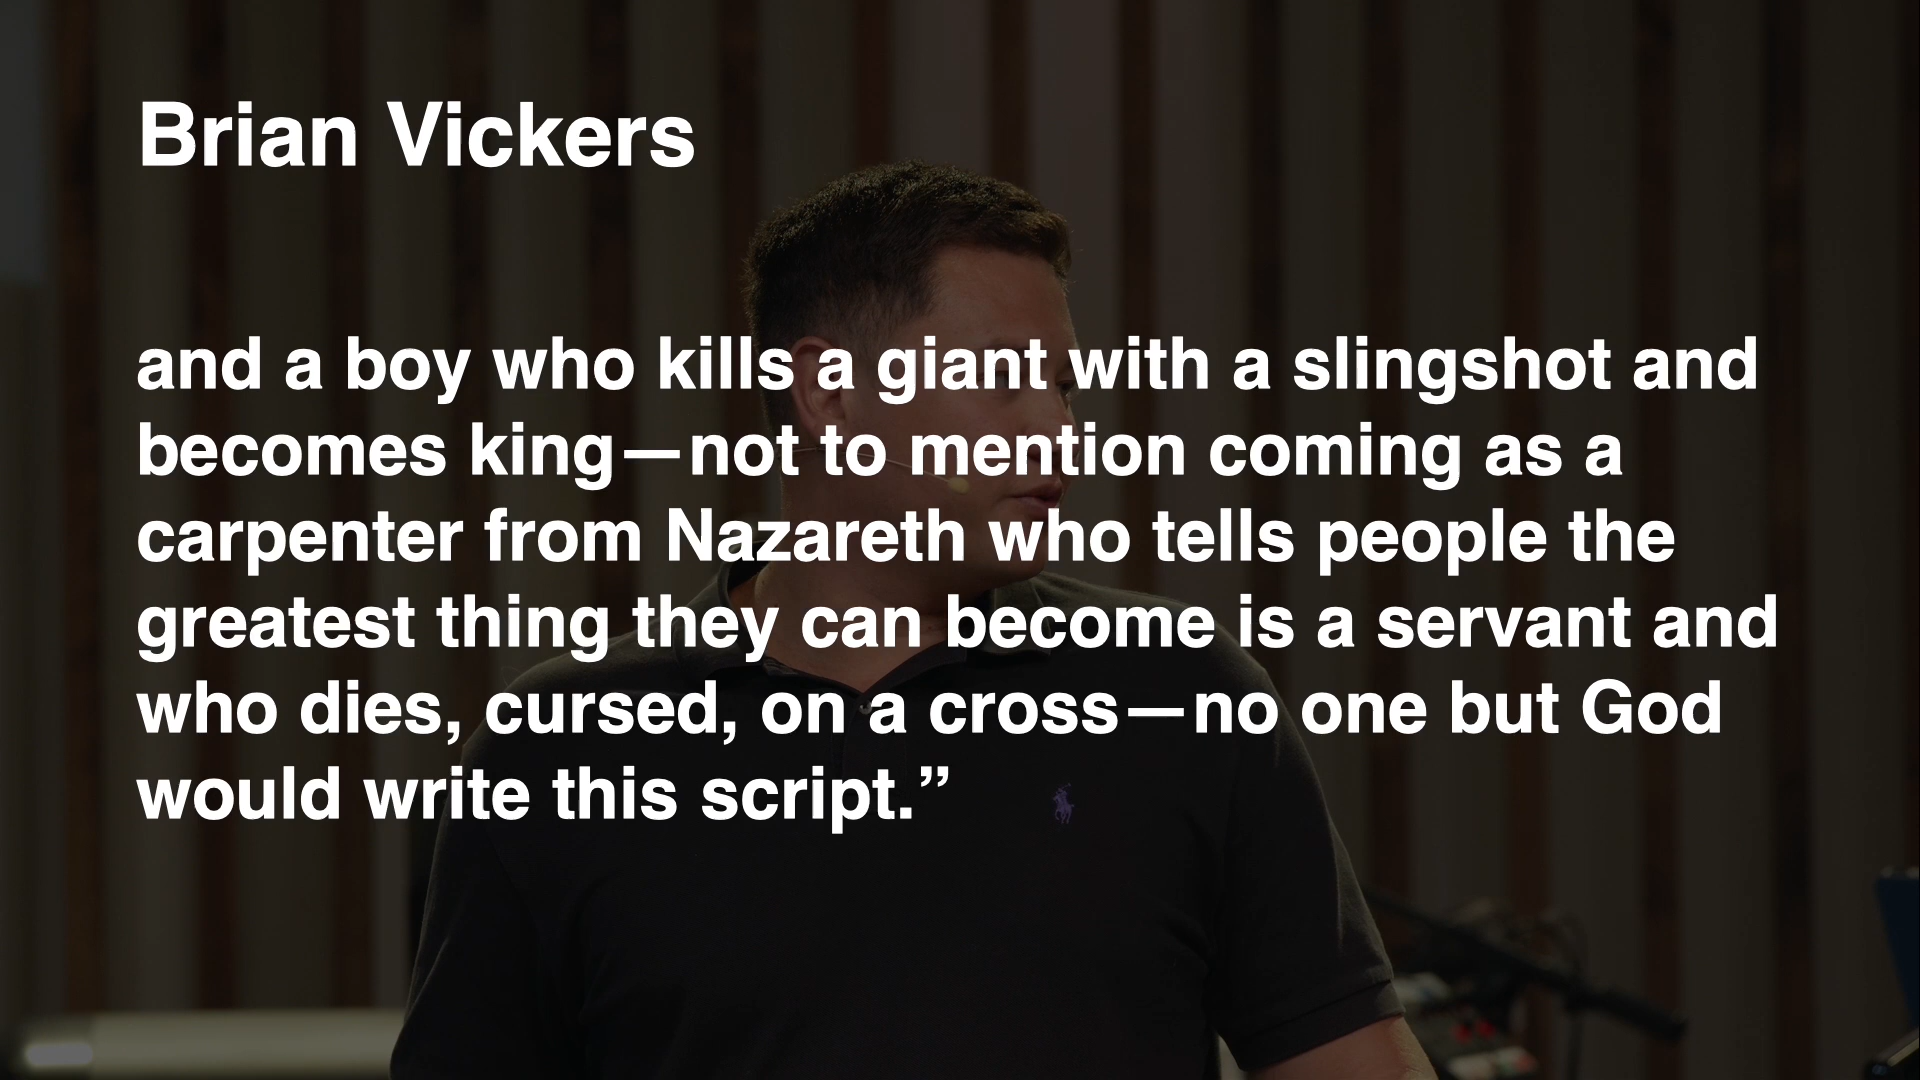 Brian Vickers
and a boy who kills a giant with a slingshot and
becomes king—not to mention coming as a
carpenter from Nazareth who tells people the
greatest thing they can become is a servant and
who dies, cursed, on a cross—no one but God
would write this script.”